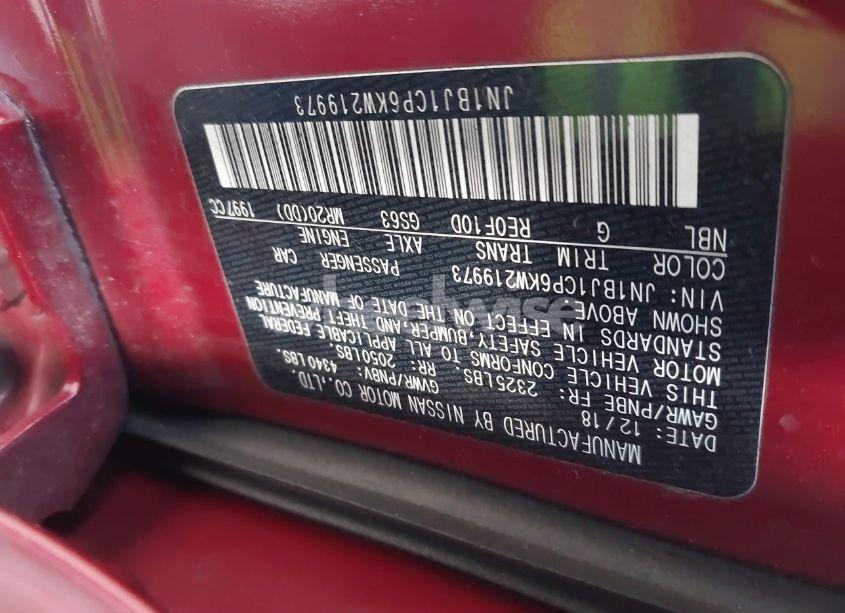 MANUFACTURED BY NISSAN MOTOR CO.,LTD.
DATE: 12/18 GVWR/PNBV: 4340 LBS.
GAWR/PNBE FR: 2325LBS. RR: 2050LBS
THIS VEHICLE CONFORMS TO ALL APPLICABLE FEDERAL
MOTOR VEHICLE SAFETY,BUMPER,AND THEFT PREVENTION
STANDARDS IN EFFECT ON THE DATE OF MANUFACTURE
SHOWN ABOVE.
VIN: JN1BJ1CP6KW219973 PASSENGER CAR
COLOR TRIM TRANS AXLE ENGINE
NBL G RE0F10D GS63 MR20(DD) 1997CC
JN1BJ1CP6KW219973